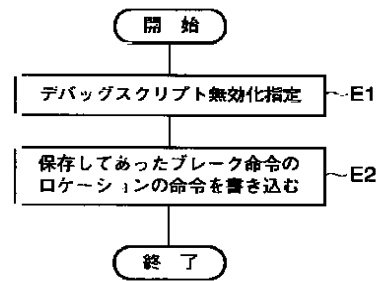 開 始
デバッグスクリプト無効化指定
E1
保存してあったブレーク命令の
ロケーションの命令を書き込む
E2
終 了